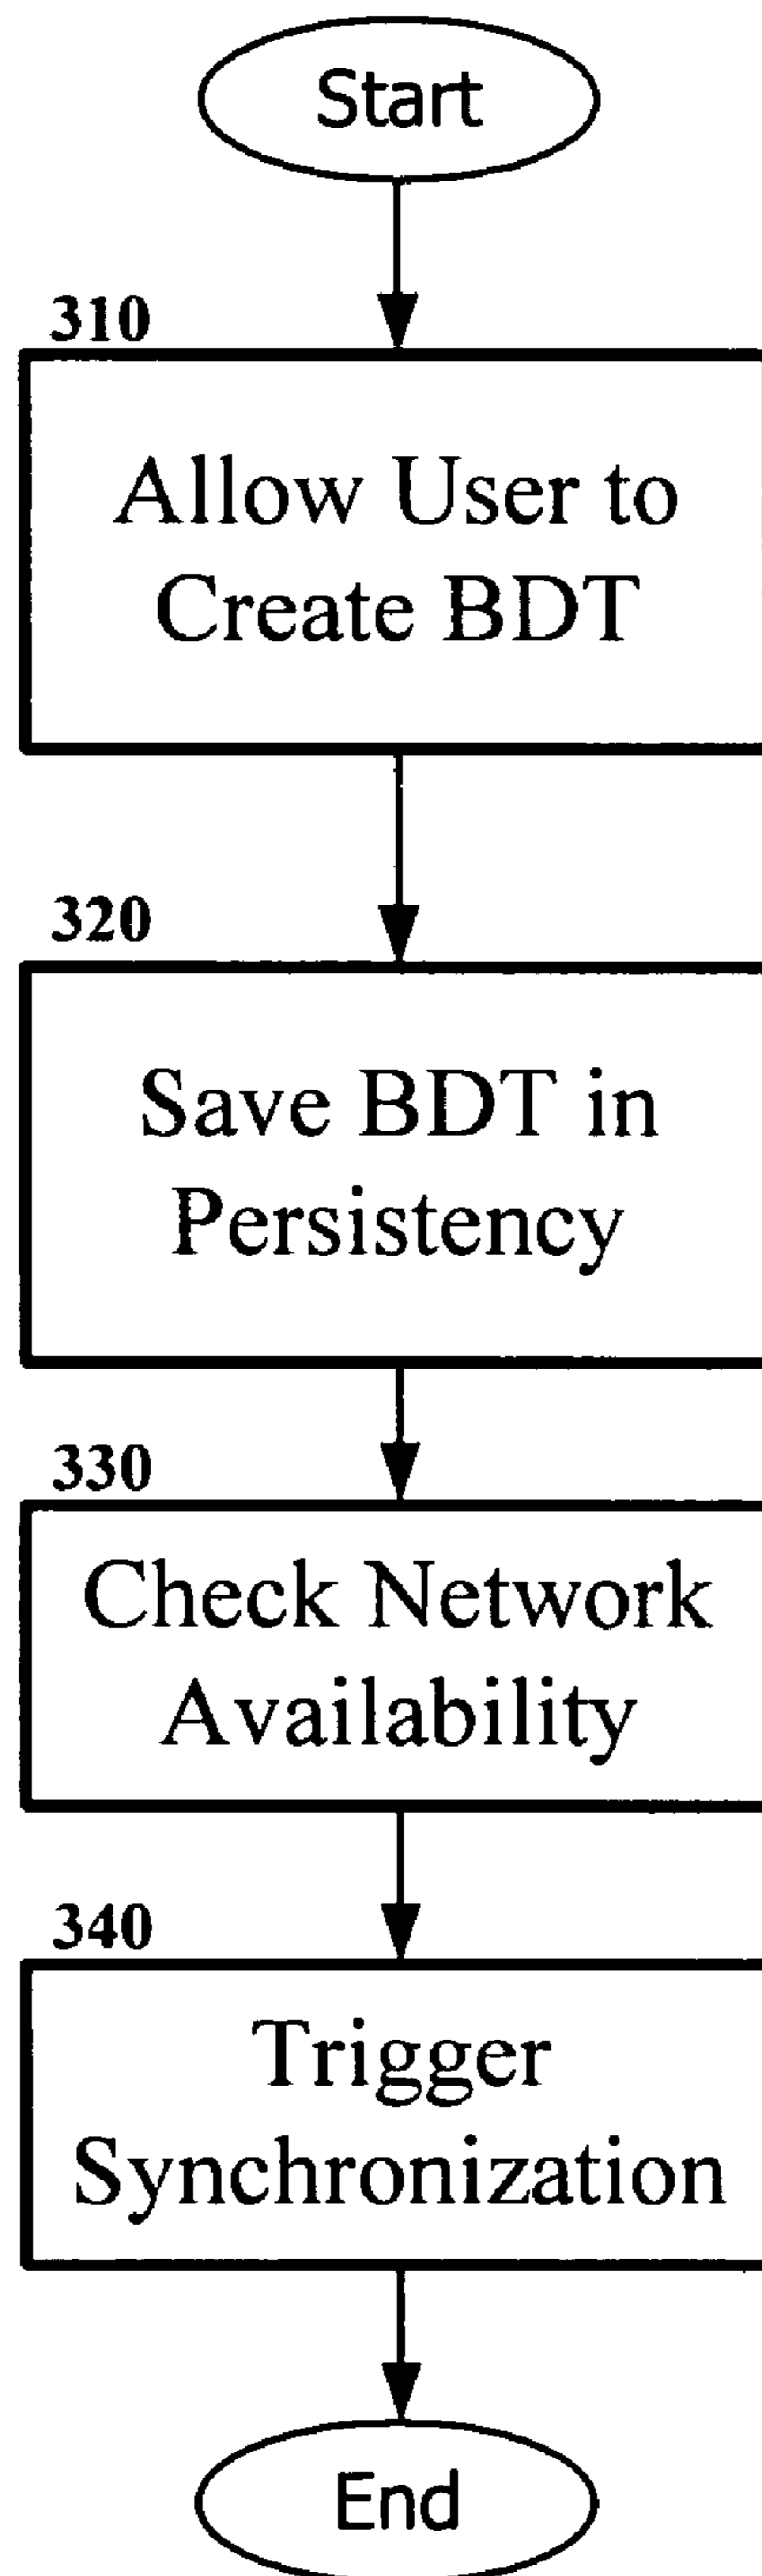 Start
310
Allow User to
Create BDT
320
Save BDT in
Persistency
330
Check Network
Availability
340
Trigger
Synchronization
End